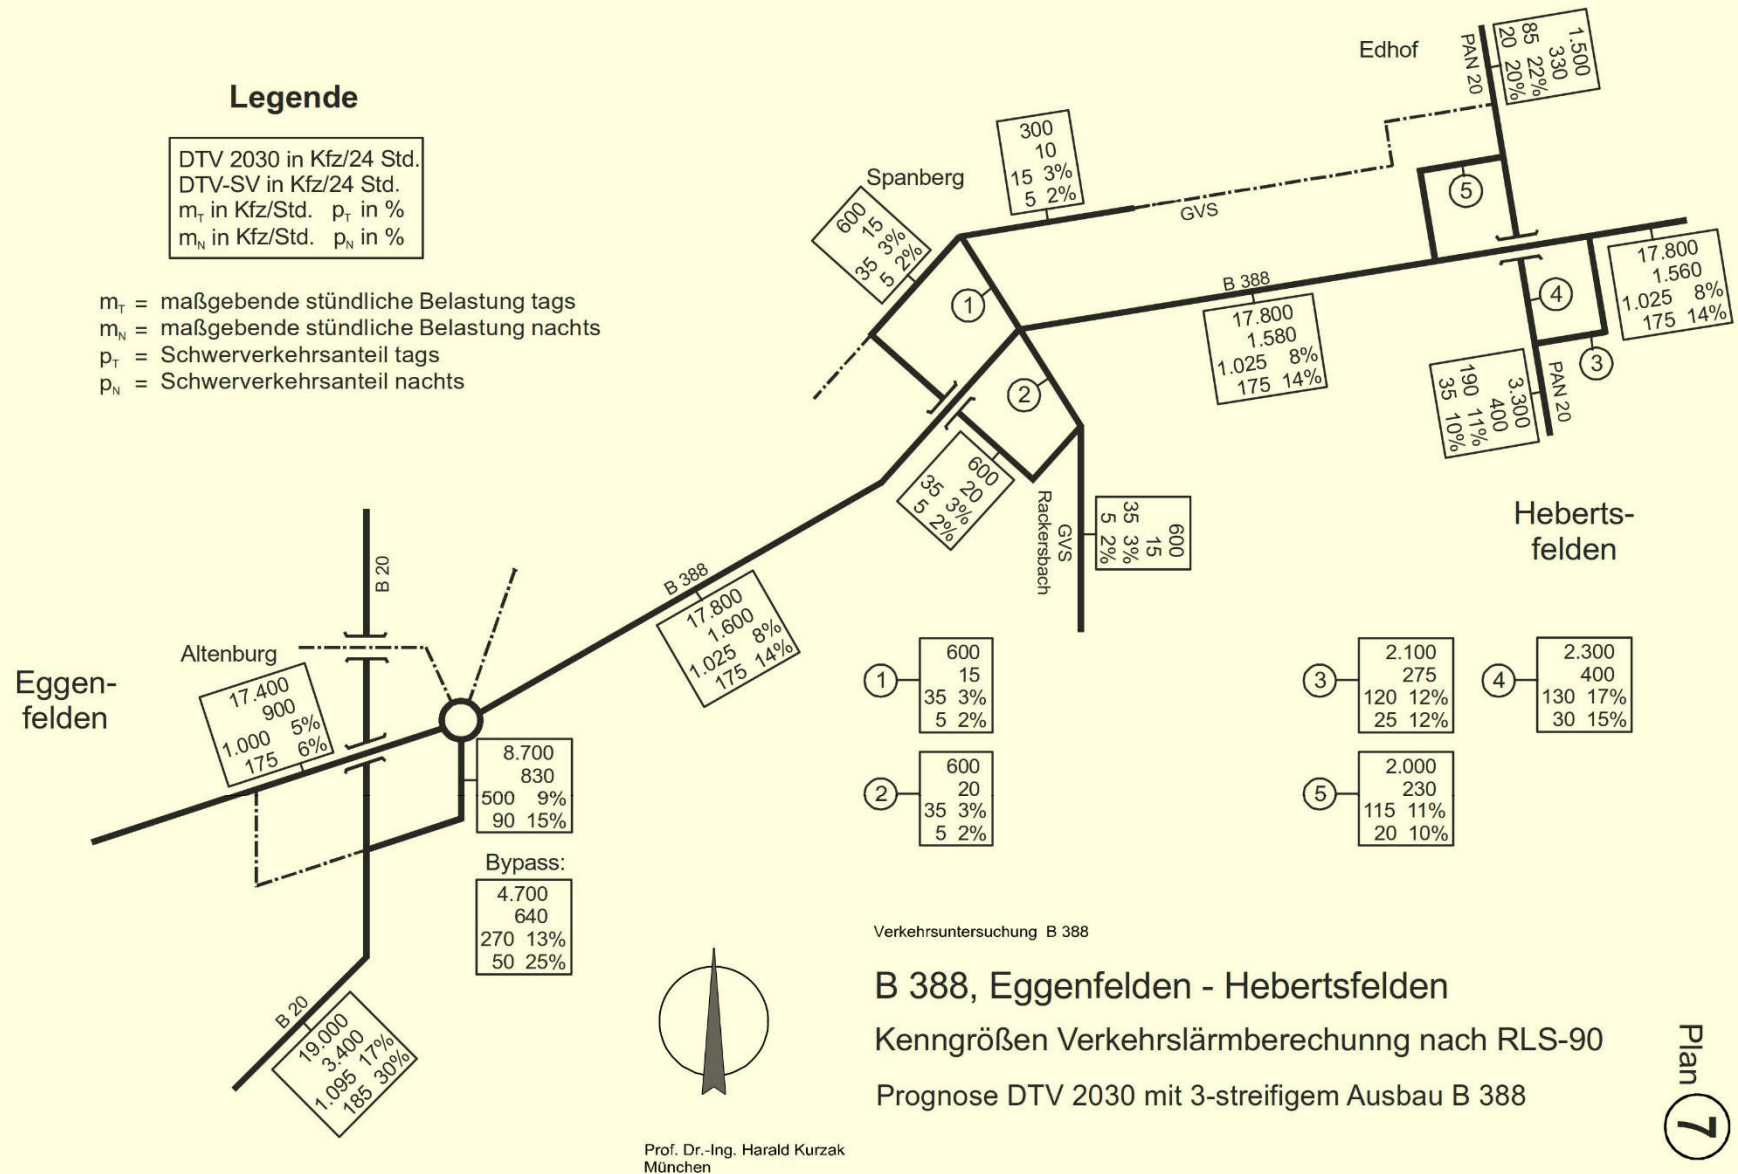 Legende
DTV 2030 in Kfz/24 Std.
DTV-SV in Kfz/24 Std.
mT in Kfz/Std. pT in %
mN in Kfz/Std. pN in %
mT = maßgebende stündliche Belastung tags
mN = maßgebende stündliche Belastung nachts
pT = Schwerverkehrsanteil tags
pN = Schwerverkehrsanteil nachts
Edhof
PAN 20
1.500
330
85 22%
20 20%
300
10
15 3%
5 2%
Spanberg
600
15
35 3%
5 2%
GVS
5
1
B 388
17.800
1.580
1.025 8%
175 14%
4
17.800
1.560
1.025 8%
175 14%
3
2
PAN 20
3.300
400
190 11%
35 10%
600
20
35 3%
5 2%
GVS
Rackersbach
600
15
35 3%
5 2%
Heberts-
felden
B 20
B 388
17.800
1.600
1.025 8%
175 14%
Altenburg
Eggen-
felden
17.400
900
1.000 5%
175 6%
8.700
830
500 9%
90 15%
Bypass:
4.700
640
270 13%
50 25%
B 20
19.000
3.400
1.095 17%
185 30%
1
600
15
35 3%
5 2%
2
600
20
35 3%
5 2%
3
2.100
275
120 12%
25 12%
4
2.300
400
130 17%
30 15%
5
2.000
230
115 11%
20 10%
Verkehrsuntersuchung B 388
B 388, Eggenfelden - Hebertsfelden
Kenngrößen Verkehrslärmberechunng nach RLS-90
Prognose DTV 2030 mit 3-streifigem Ausbau B 388
Plan 7
Prof. Dr.-Ing. Harald Kurzak
München